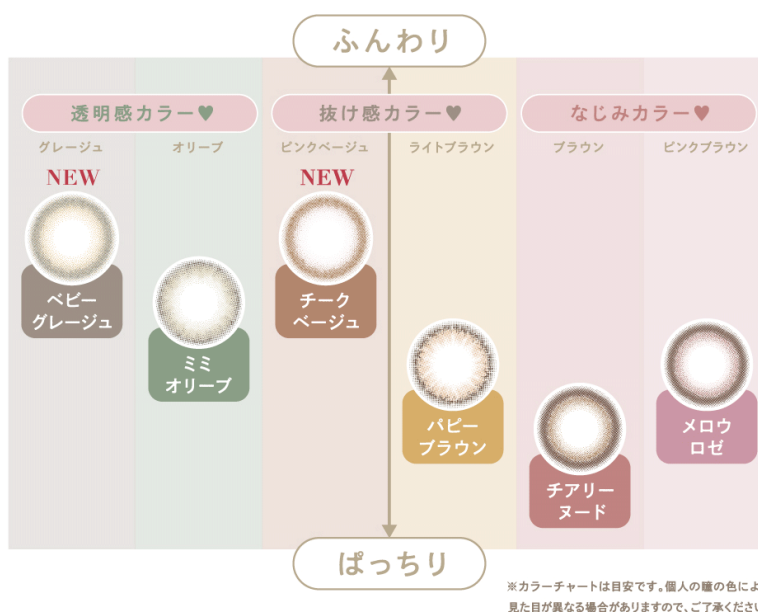 ふんわり
透明感カラー♥
抜け感カラー♥
なじみカラー♥
グレージュ
オリーブ
ピンクベージュ
ライトブラウン
ブラウン
ピンクブラウン
NEW
NEW
ベビー
グレージュ
ミミ
オリーブ
チーク
ベージュ
パピー
ブラウン
チアリー
ヌード
メロウ
ロゼ
ぱっちり
※カラーチャートは目安です。個人の瞳の色によ
見た目が異なる場合がありますので、ご了承くださ